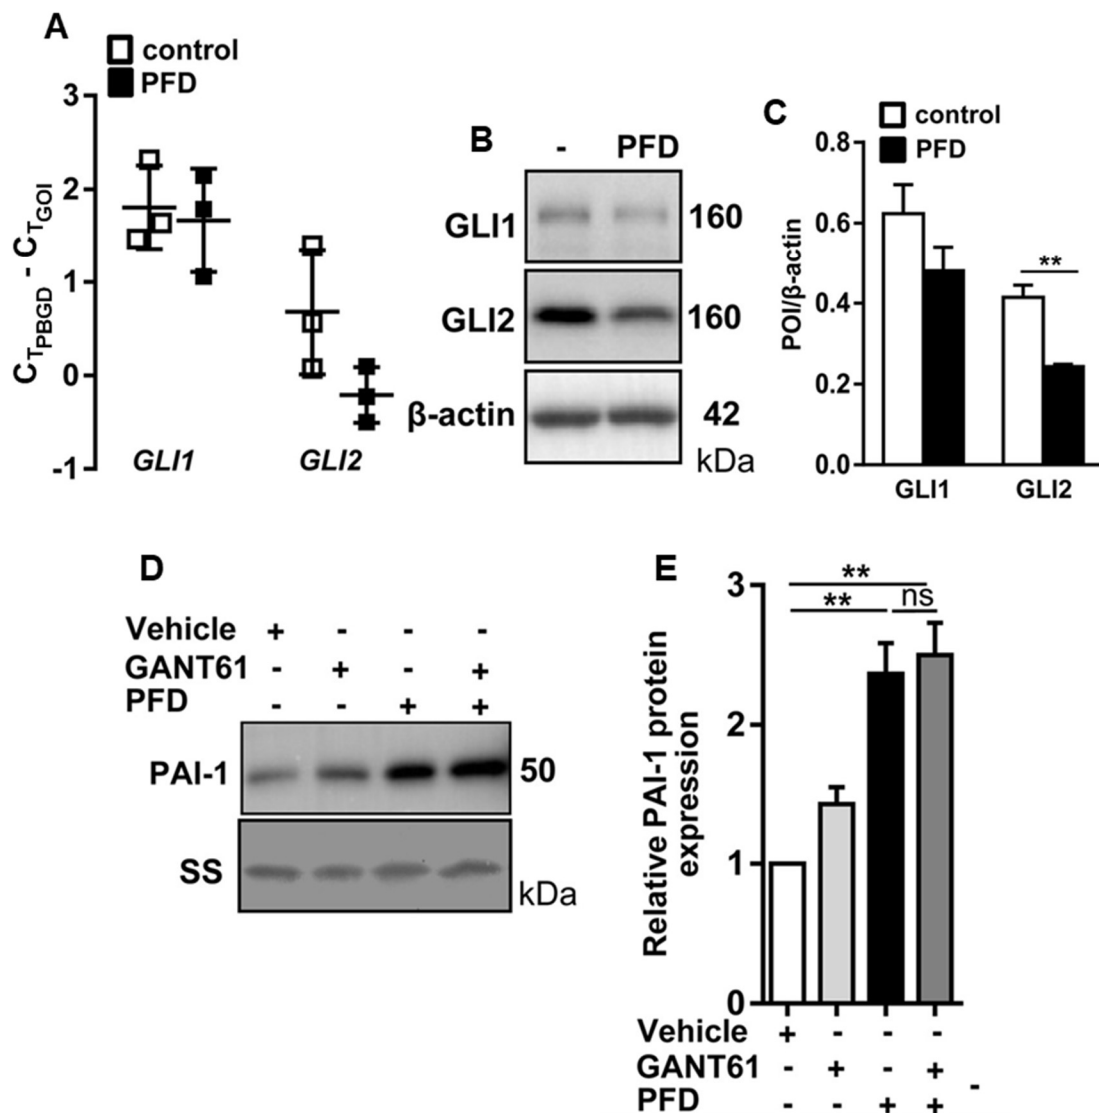 A
control
PFD
3
2
1
0
-1
CTPBGD - CTGOI
GLI1 GLI2
B
- PFD
GLI1 160
GLI2 160
β-actin 42
kDa
C
control
PFD
0.8
0.6
0.4
0.2
0.0
POI/β-actin
**
GLI1 GLI2
D
Vehicle + - - -
GANT61 - + - +
PFD - - + +
PAI-1 50
SS
kDa
E
3
2
1
0
Relative PAI-1 protein
expression
**
** ns
Vehicle + - - -
GANT61 - + - +
-
PFD - - + +